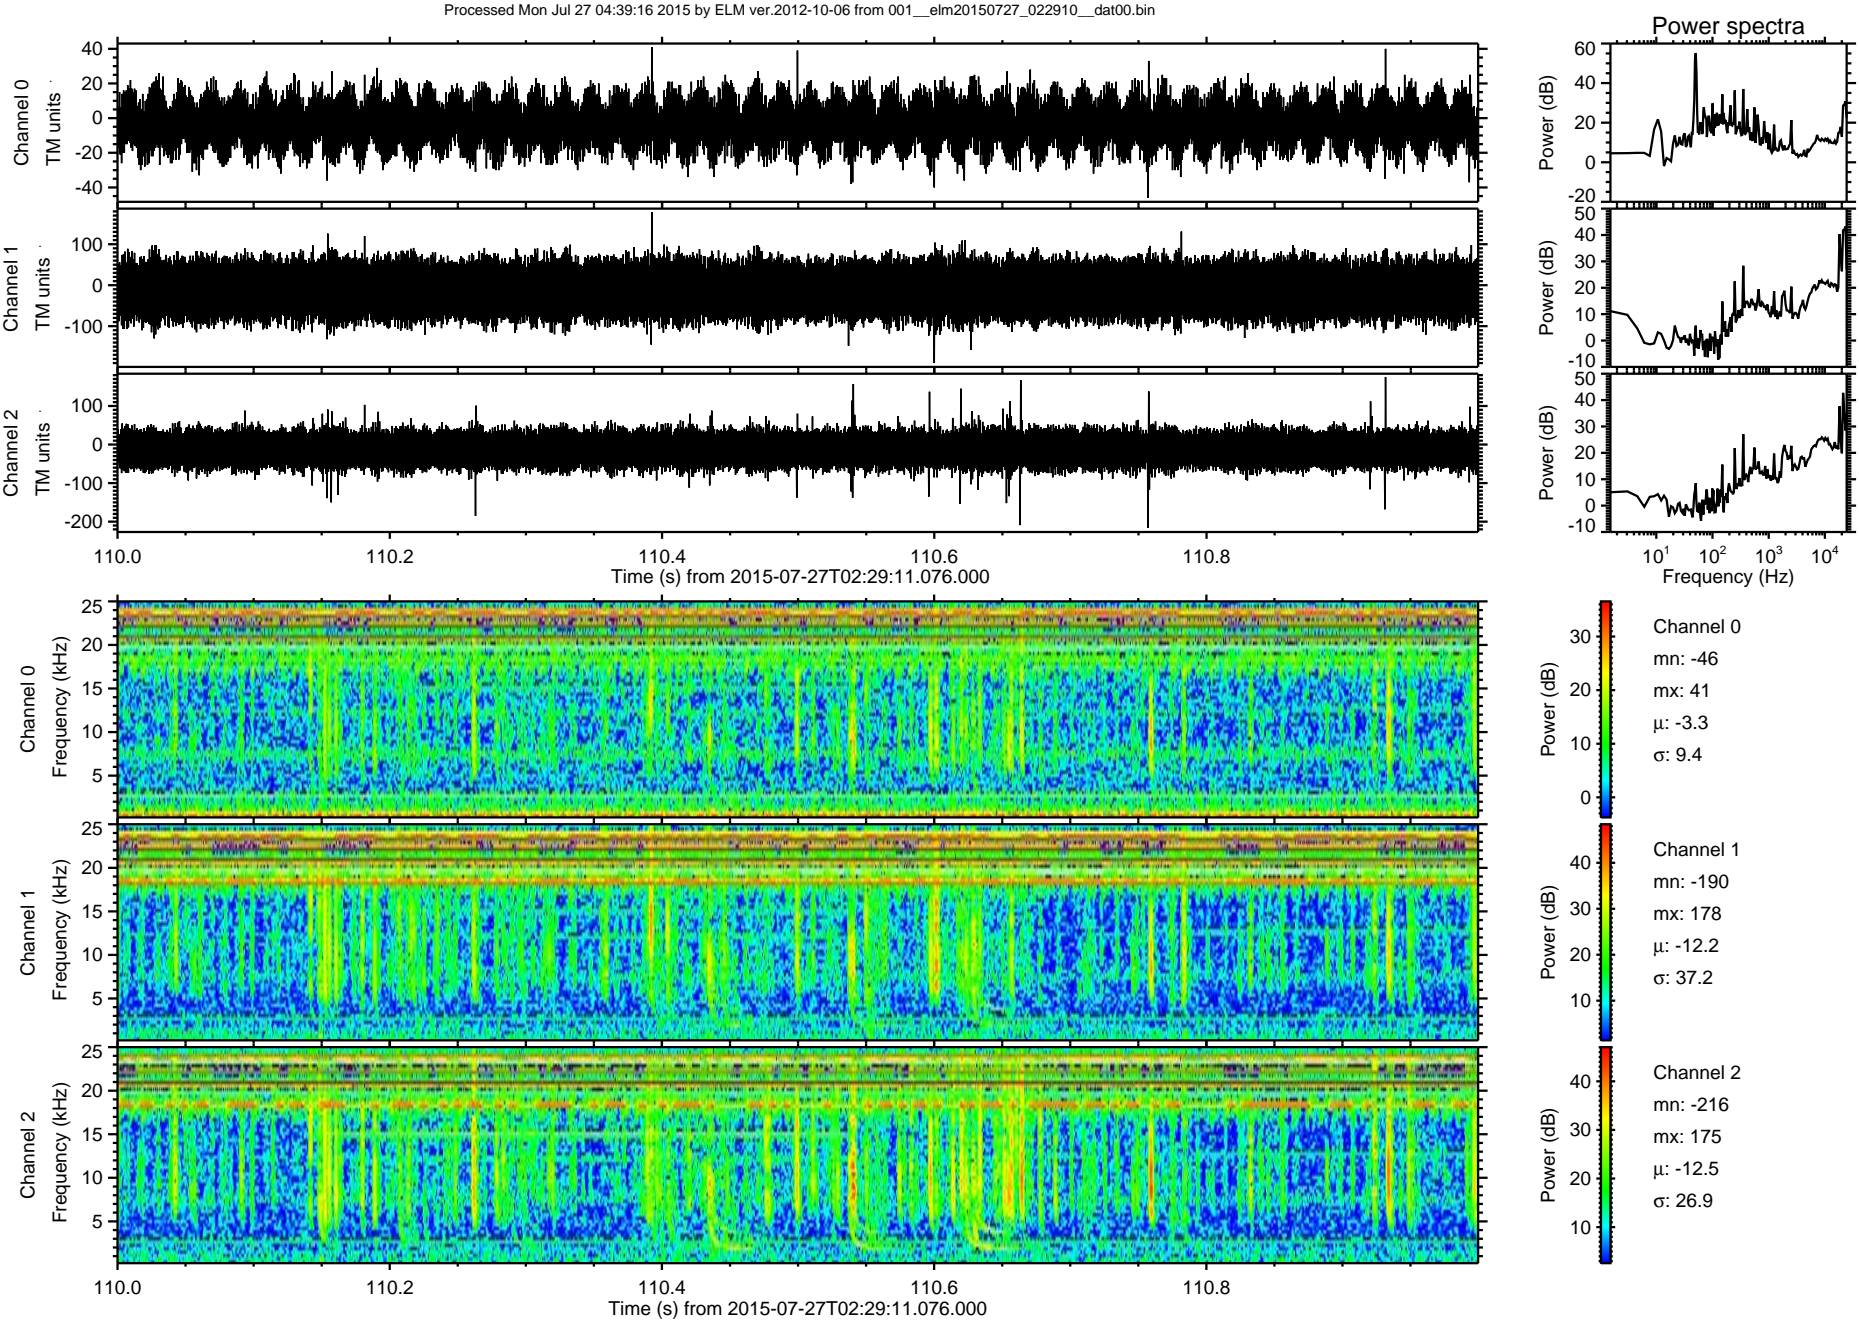 Processed Mon Jul 27 04:39:16 2015 by ELM ver.2012-10-06 from 001__elm20150727_022910__dat00.bin
Power spectra
Channel 0
TM units
40
20
0
-20
-40
Power (dB)
60
40
20
0
-20
Channel 1
TM units
100
0
-100
Power (dB)
50
40
30
20
10
0
-10
Channel 2
TM units
100
0
-100
-200
Power (dB)
50
40
30
20
10
0
-10
110.0 110.2 110.4 110.6 110.8
Time (s) from 2015-07-27T02:29:11.076.000
10^1 10^2 10^3 10^4
Frequency (Hz)
Channel 0
Frequency (kHz)
25
20
15
10
5
Power (dB)
30
20
10
0
Channel 0
mn: -46
mx: 41
μ: -3.3
σ: 9.4
Channel 1
Frequency (kHz)
25
20
15
10
5
Power (dB)
40
30
20
10
Channel 1
mn: -190
mx: 178
μ: -12.2
σ: 37.2
Channel 2
Frequency (kHz)
25
20
15
10
5
Power (dB)
40
30
20
10
Channel 2
mn: -216
mx: 175
μ: -12.5
σ: 26.9
110.0 110.2 110.4 110.6 110.8
Time (s) from 2015-07-27T02:29:11.076.000